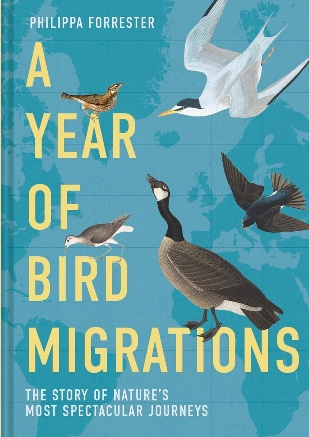 PHILIPPA FORRESTER
A
YEAR
OF
BIRD
MIGRATIONS
THE STORY OF NATURE'S
MOST SPECTACULAR JOURNEYS